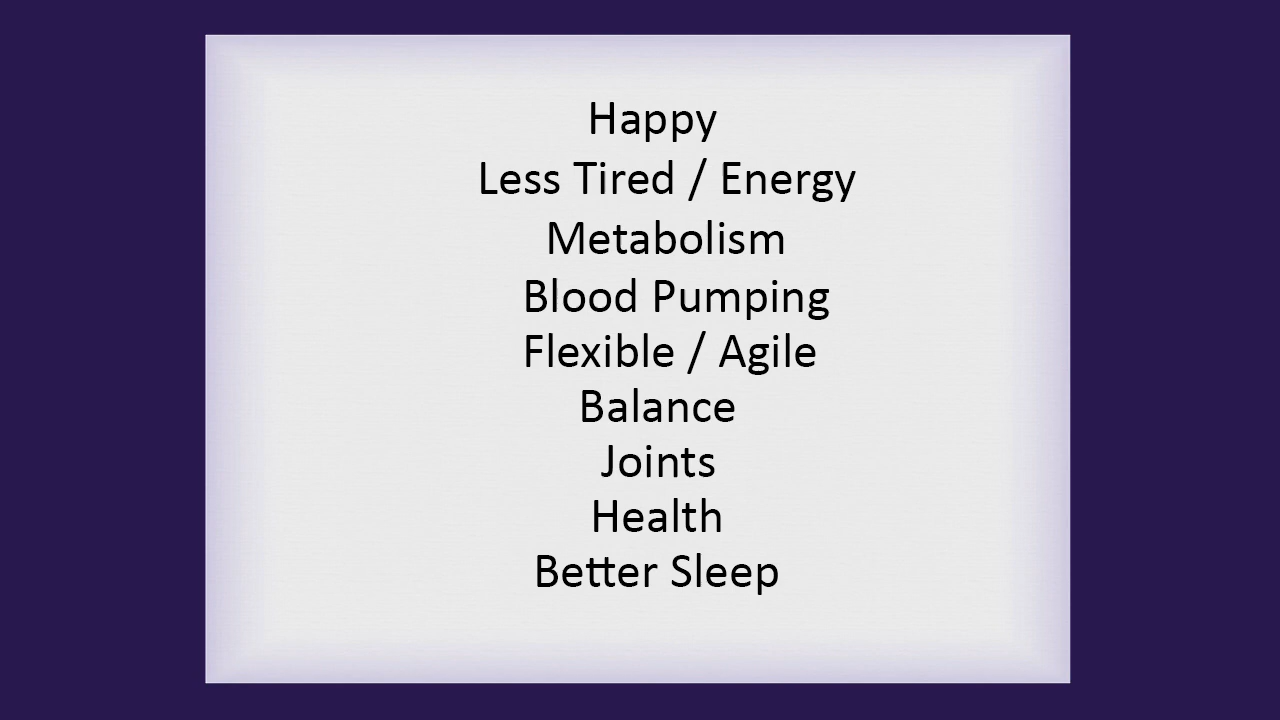 Happy
Less Tired / Energy
Metabolism
Blood Pumping
Flexible / Agile
Balance
Joints
Health
Better Sleep